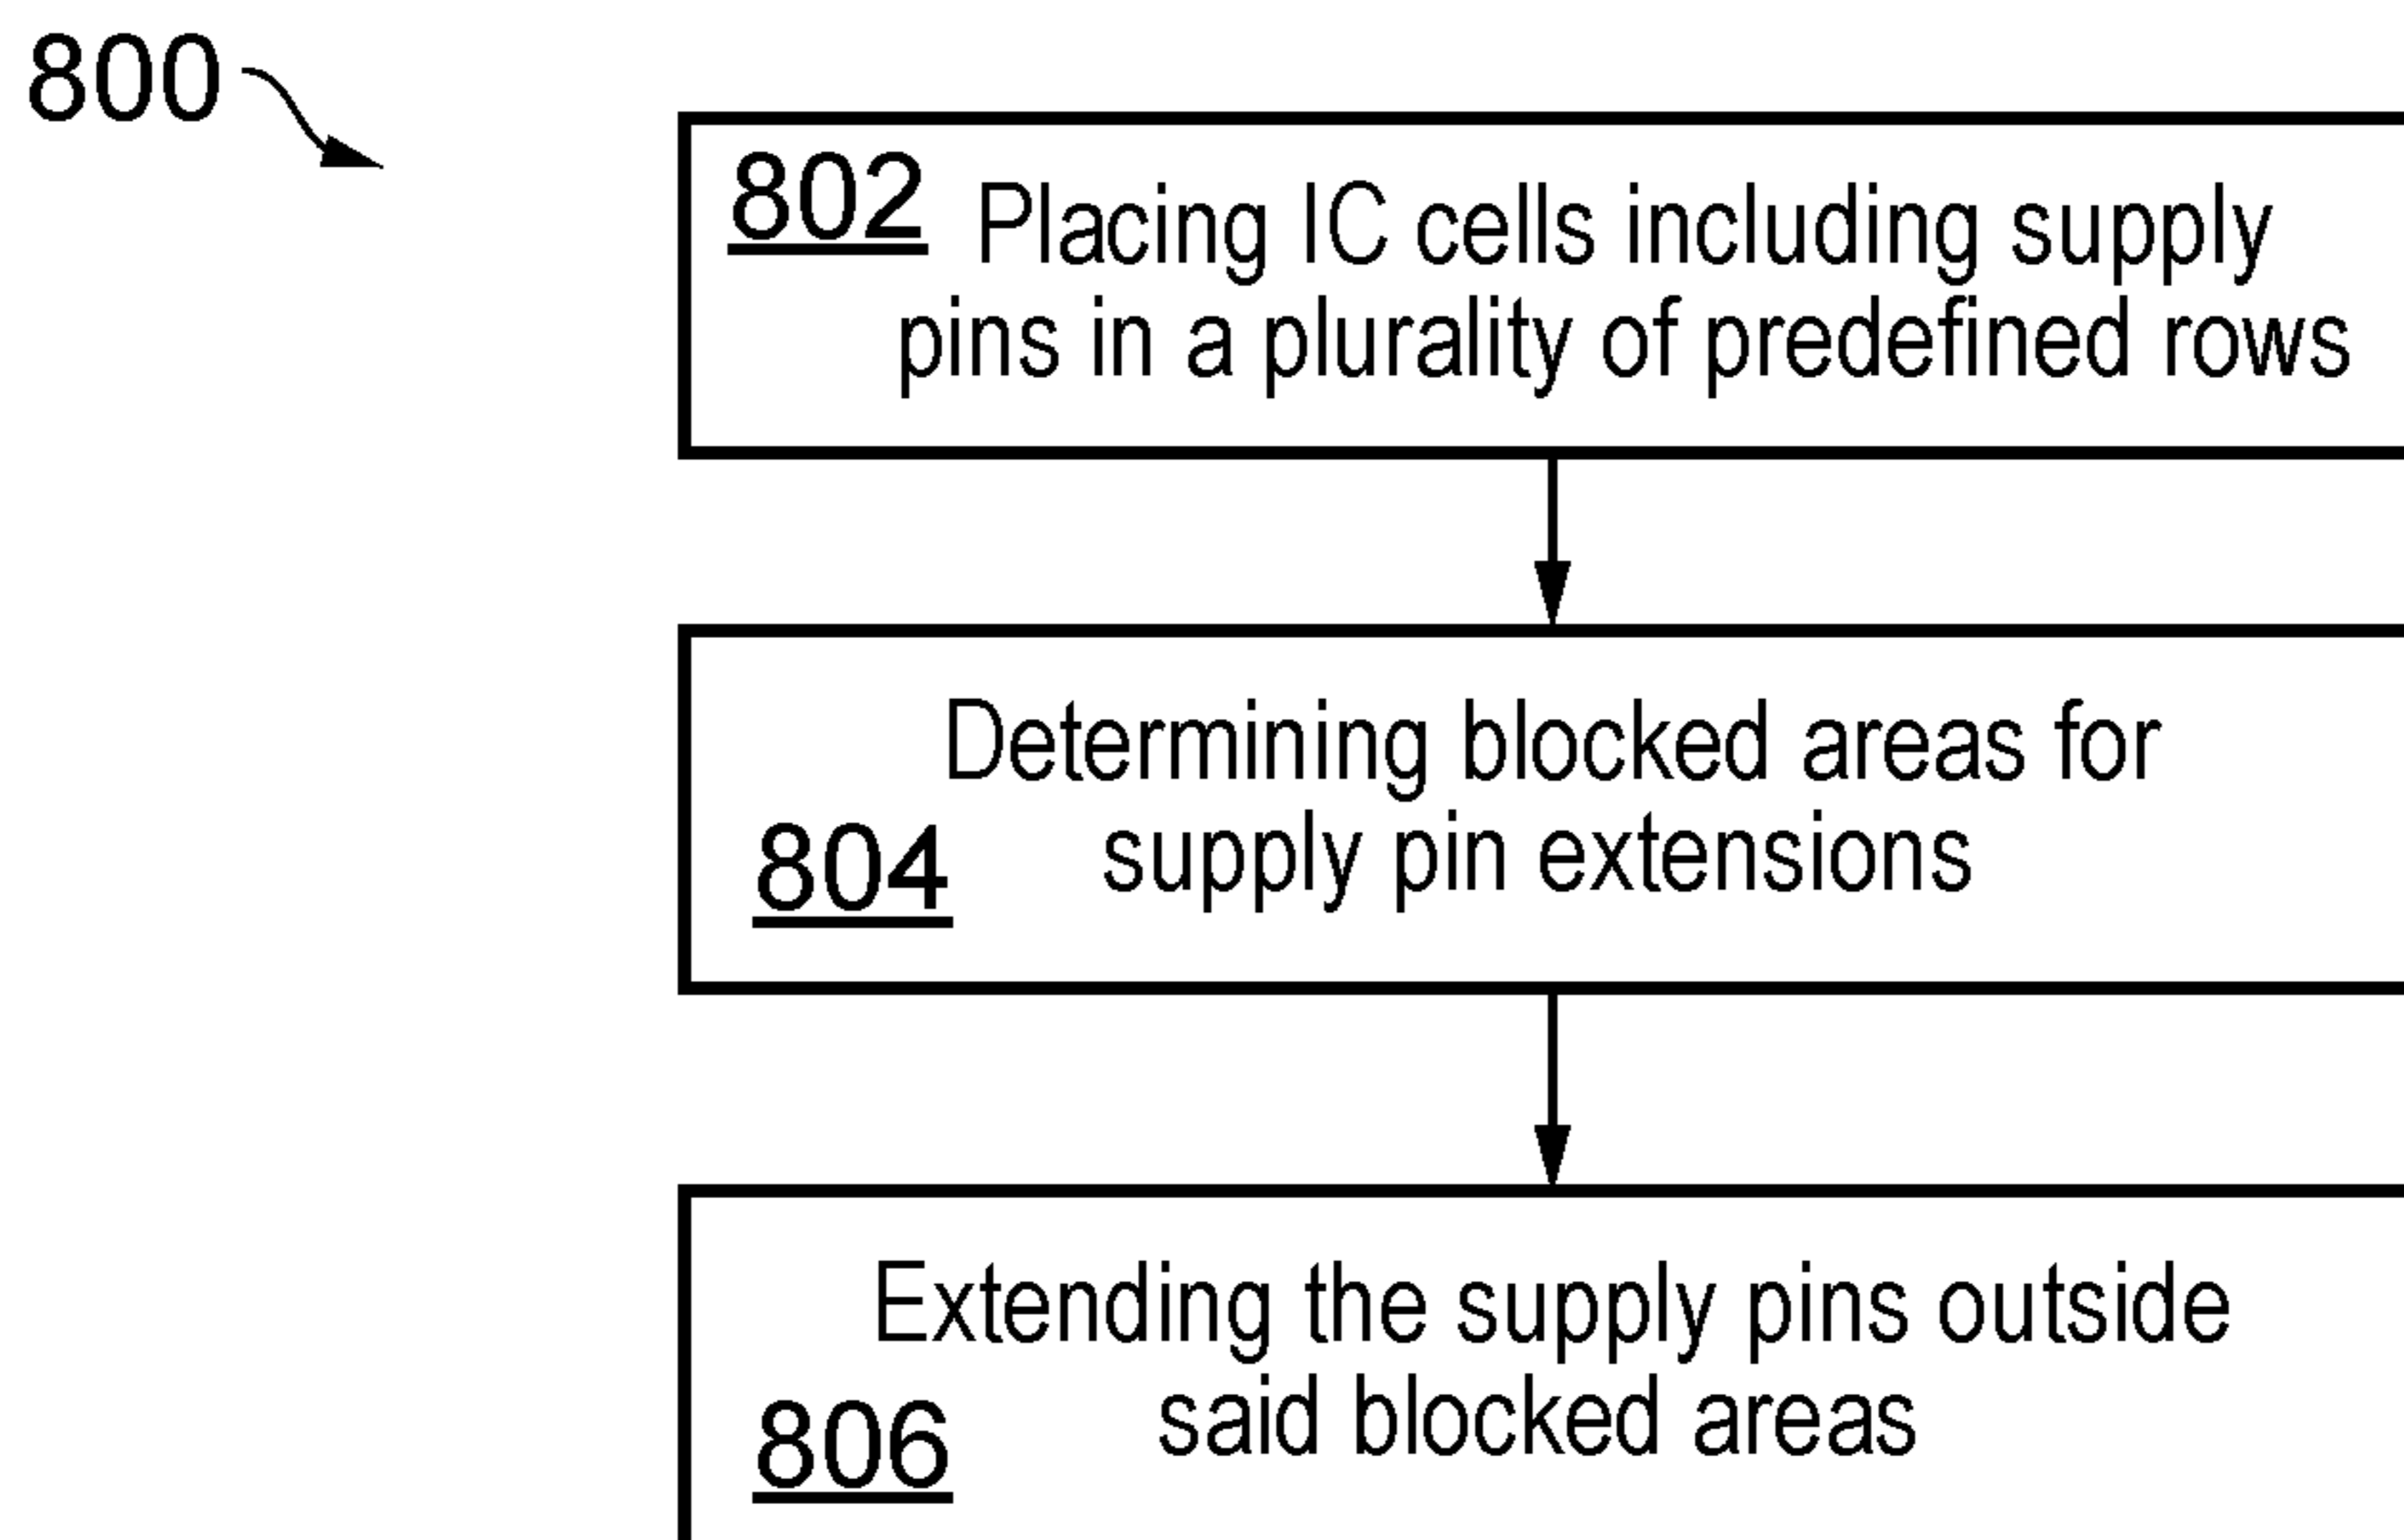 800
802 Placing IC cells including supply
pins in a plurality of predefined rows
Determining blocked areas for
804 supply pin extensions
Extending the supply pins outside
806 said blocked areas